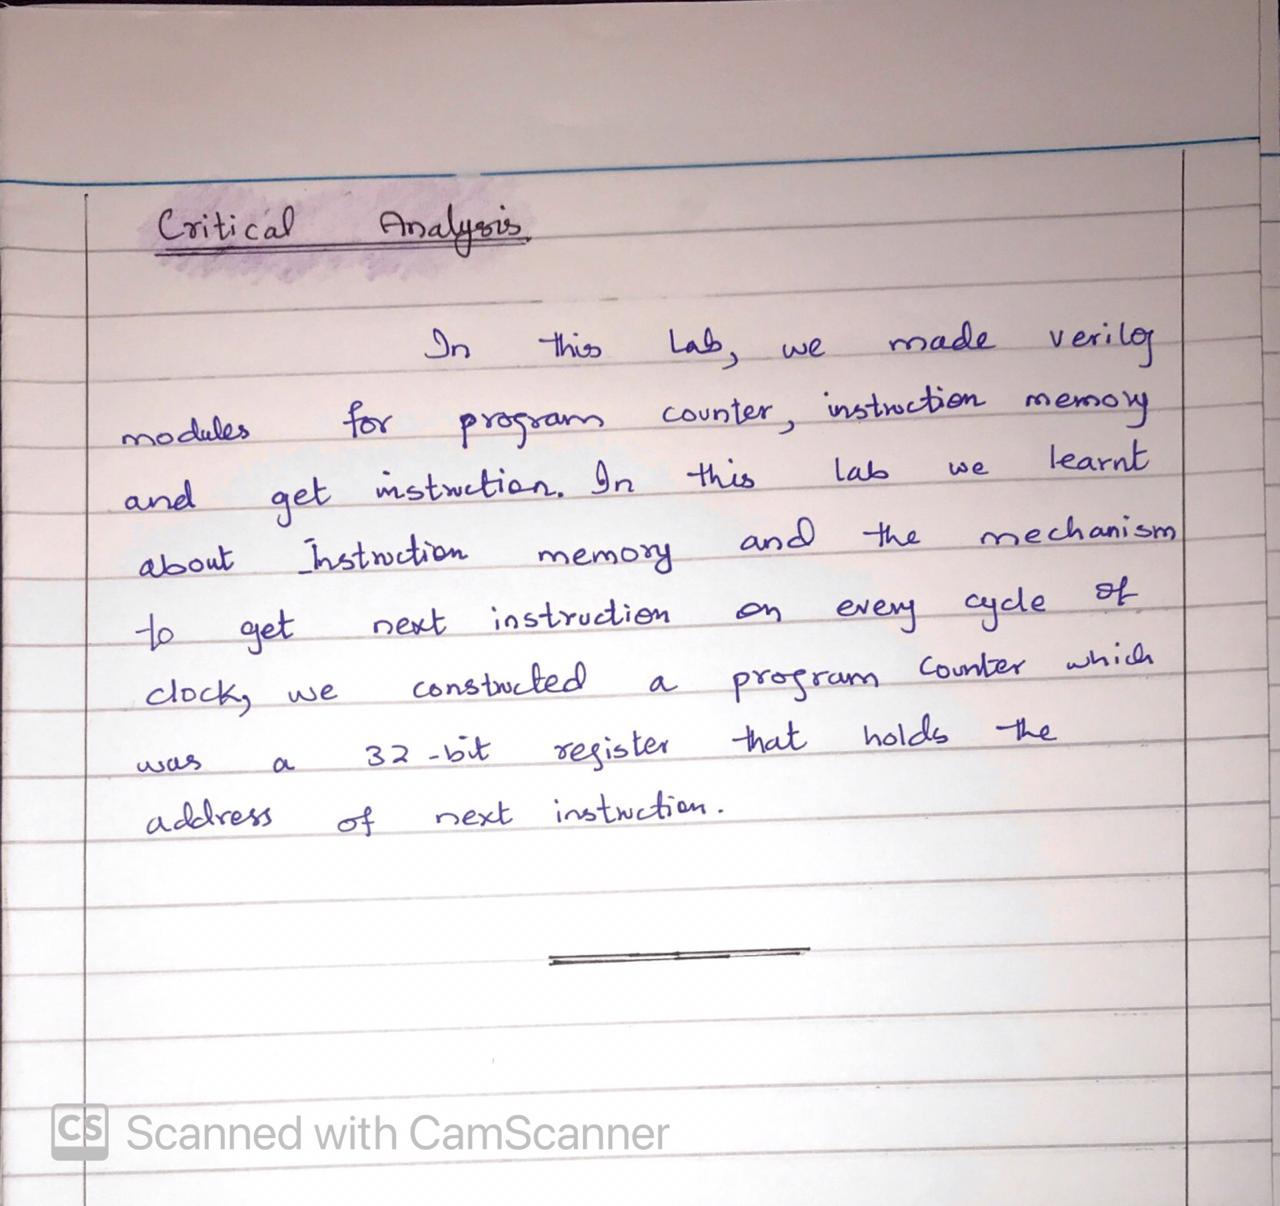 Critical Analysis
In this Lab, we made verilog
modules for program counter, instruction memory
and get instruction. In this lab we learnt
about Instruction memory and the mechanism
to get next instruction on every cycle of
clock, we constructed a program Counter which
was a 32-bit register that holds the
address of next instruction.
CS Scanned with CamScanner